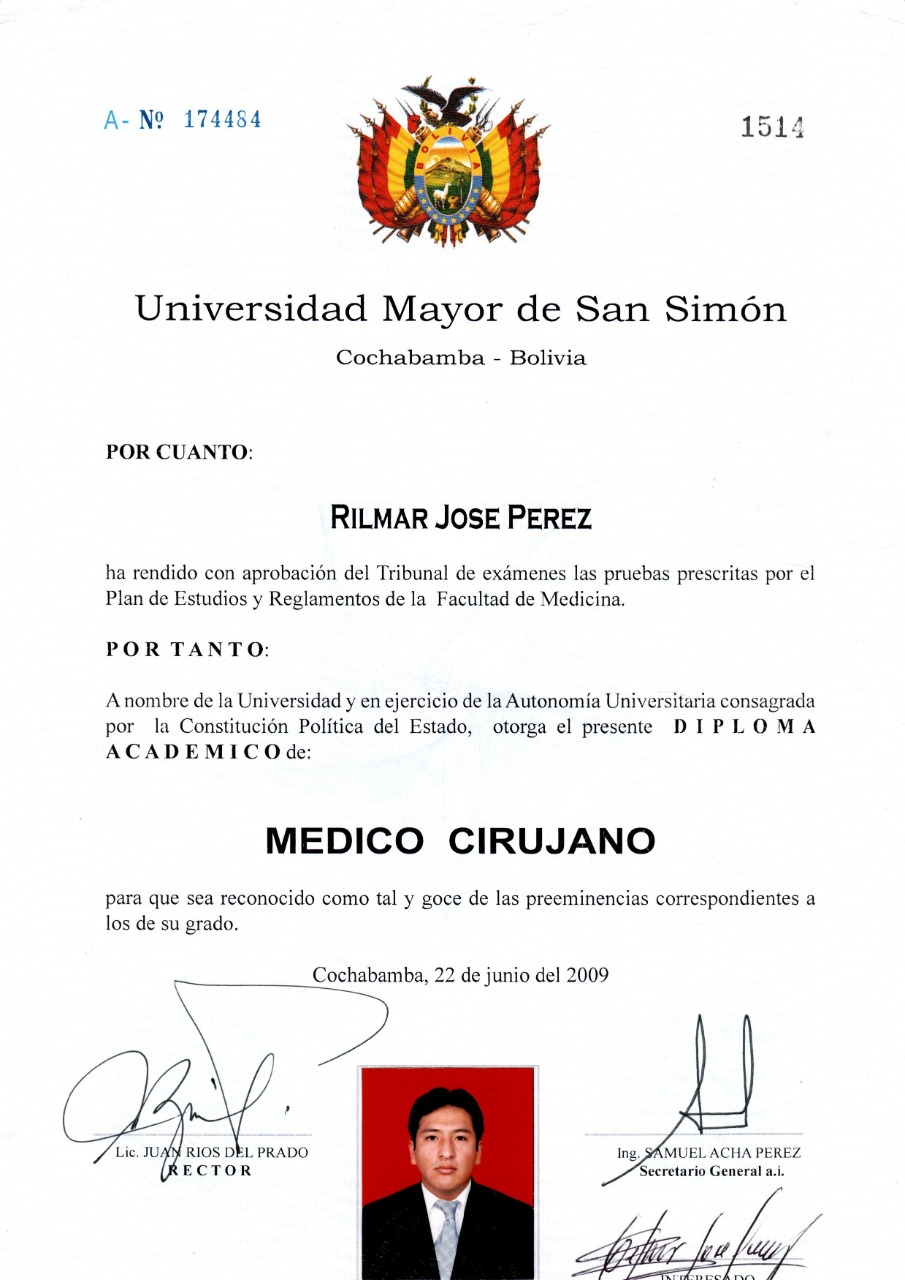 A- Nº 174484
1514
BOLIVIA
Universidad Mayor de San Simón
Cochabamba - Bolivia
POR CUANTO:
RILMAR JOSE PEREZ
ha rendido con aprobación del Tribunal de exámenes las pruebas prescritas por el
Plan de Estudios y Reglamentos de la Facultad de Medicina.
POR TANTO:
A nombre de la Universidad y en ejercicio de la Autonomía Universitaria consagrada
por la Constitución Política del Estado, otorga el presente DIPLOMA
ACADEMICO de:
MEDICO CIRUJANO
para que sea reconocido como tal y goce de las preeminencias correspondientes a
los de su grado.
Cochabamba, 22 de junio del 2009
Lic. JUAN RIOS DEL PRADO
RECTOR
Ing. SAMUEL ACHA PEREZ
Secretario General a.i.
INTERESADO